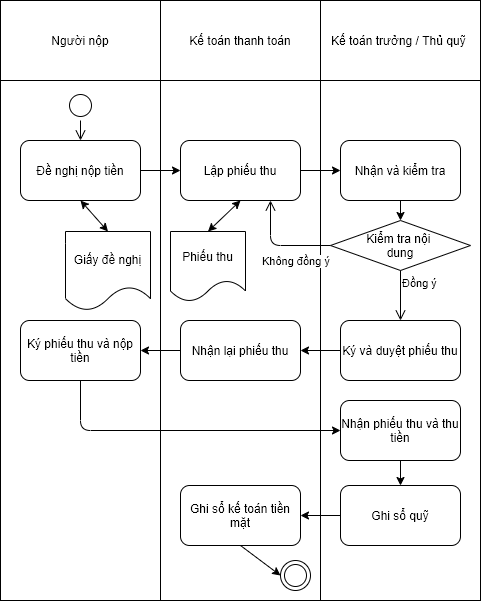 Người nộp
Kế toán thanh toán
Kế toán trưởng / Thủ quỹ
Đề nghị nộp tiền
Lập phiếu thu
Nhận và kiểm tra
Giấy đề nghị
Phiếu thu
Kiểm tra nội
dung
Không đồng ý
Đồng ý
Ký phiếu thu và nộp
tiền
Nhận lại phiếu thu
Ký và duyệt phiếu thu
Nhận phiếu thu và thu
tiền
Ghi sổ kế toán tiền
mặt
Ghi sổ quỹ